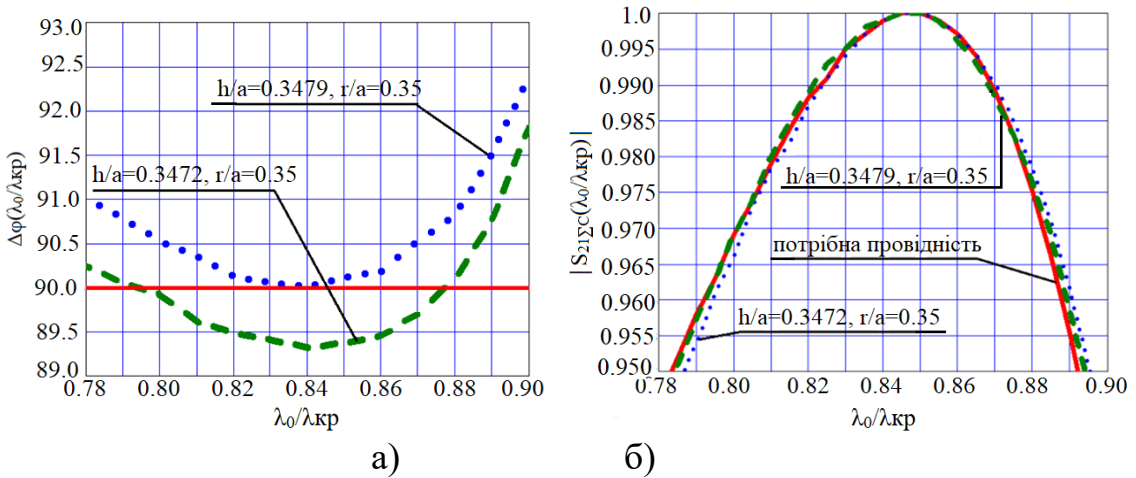 93.0
92.5
92.0
91.5
91.0
90.5
90.0
89.5
89.0
Δφ(λ₀/λкр)
h/a=0.3479, r/a=0.35
h/a=0.3472, r/a=0.35
0.78 0.80 0.82 0.84 0.86 0.88 0.90
λ₀/λкр
а)
1.0
0.995
0.990
0.985
0.980
0.975
0.970
0.965
0.960
0.955
0.950
|S₂₁ΣC(λ₀/λкр)|
h/a=0.3479, r/a=0.35
потрібна провідність
h/a=0.3472, r/a=0.35
0.78 0.80 0.82 0.84 0.86 0.88 0.90
λ₀/λкр
б)